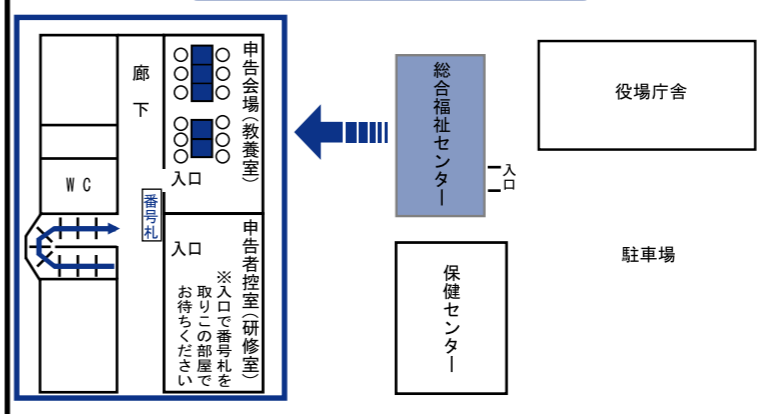 申告会場(教養室)
廊下
入口
WC
番号札
入口
申告者控室(研修室)
※入口で番号札を
取りこの部屋で
お待ちください
総合福祉センター
入口
役場庁舎
駐車場
保健センター